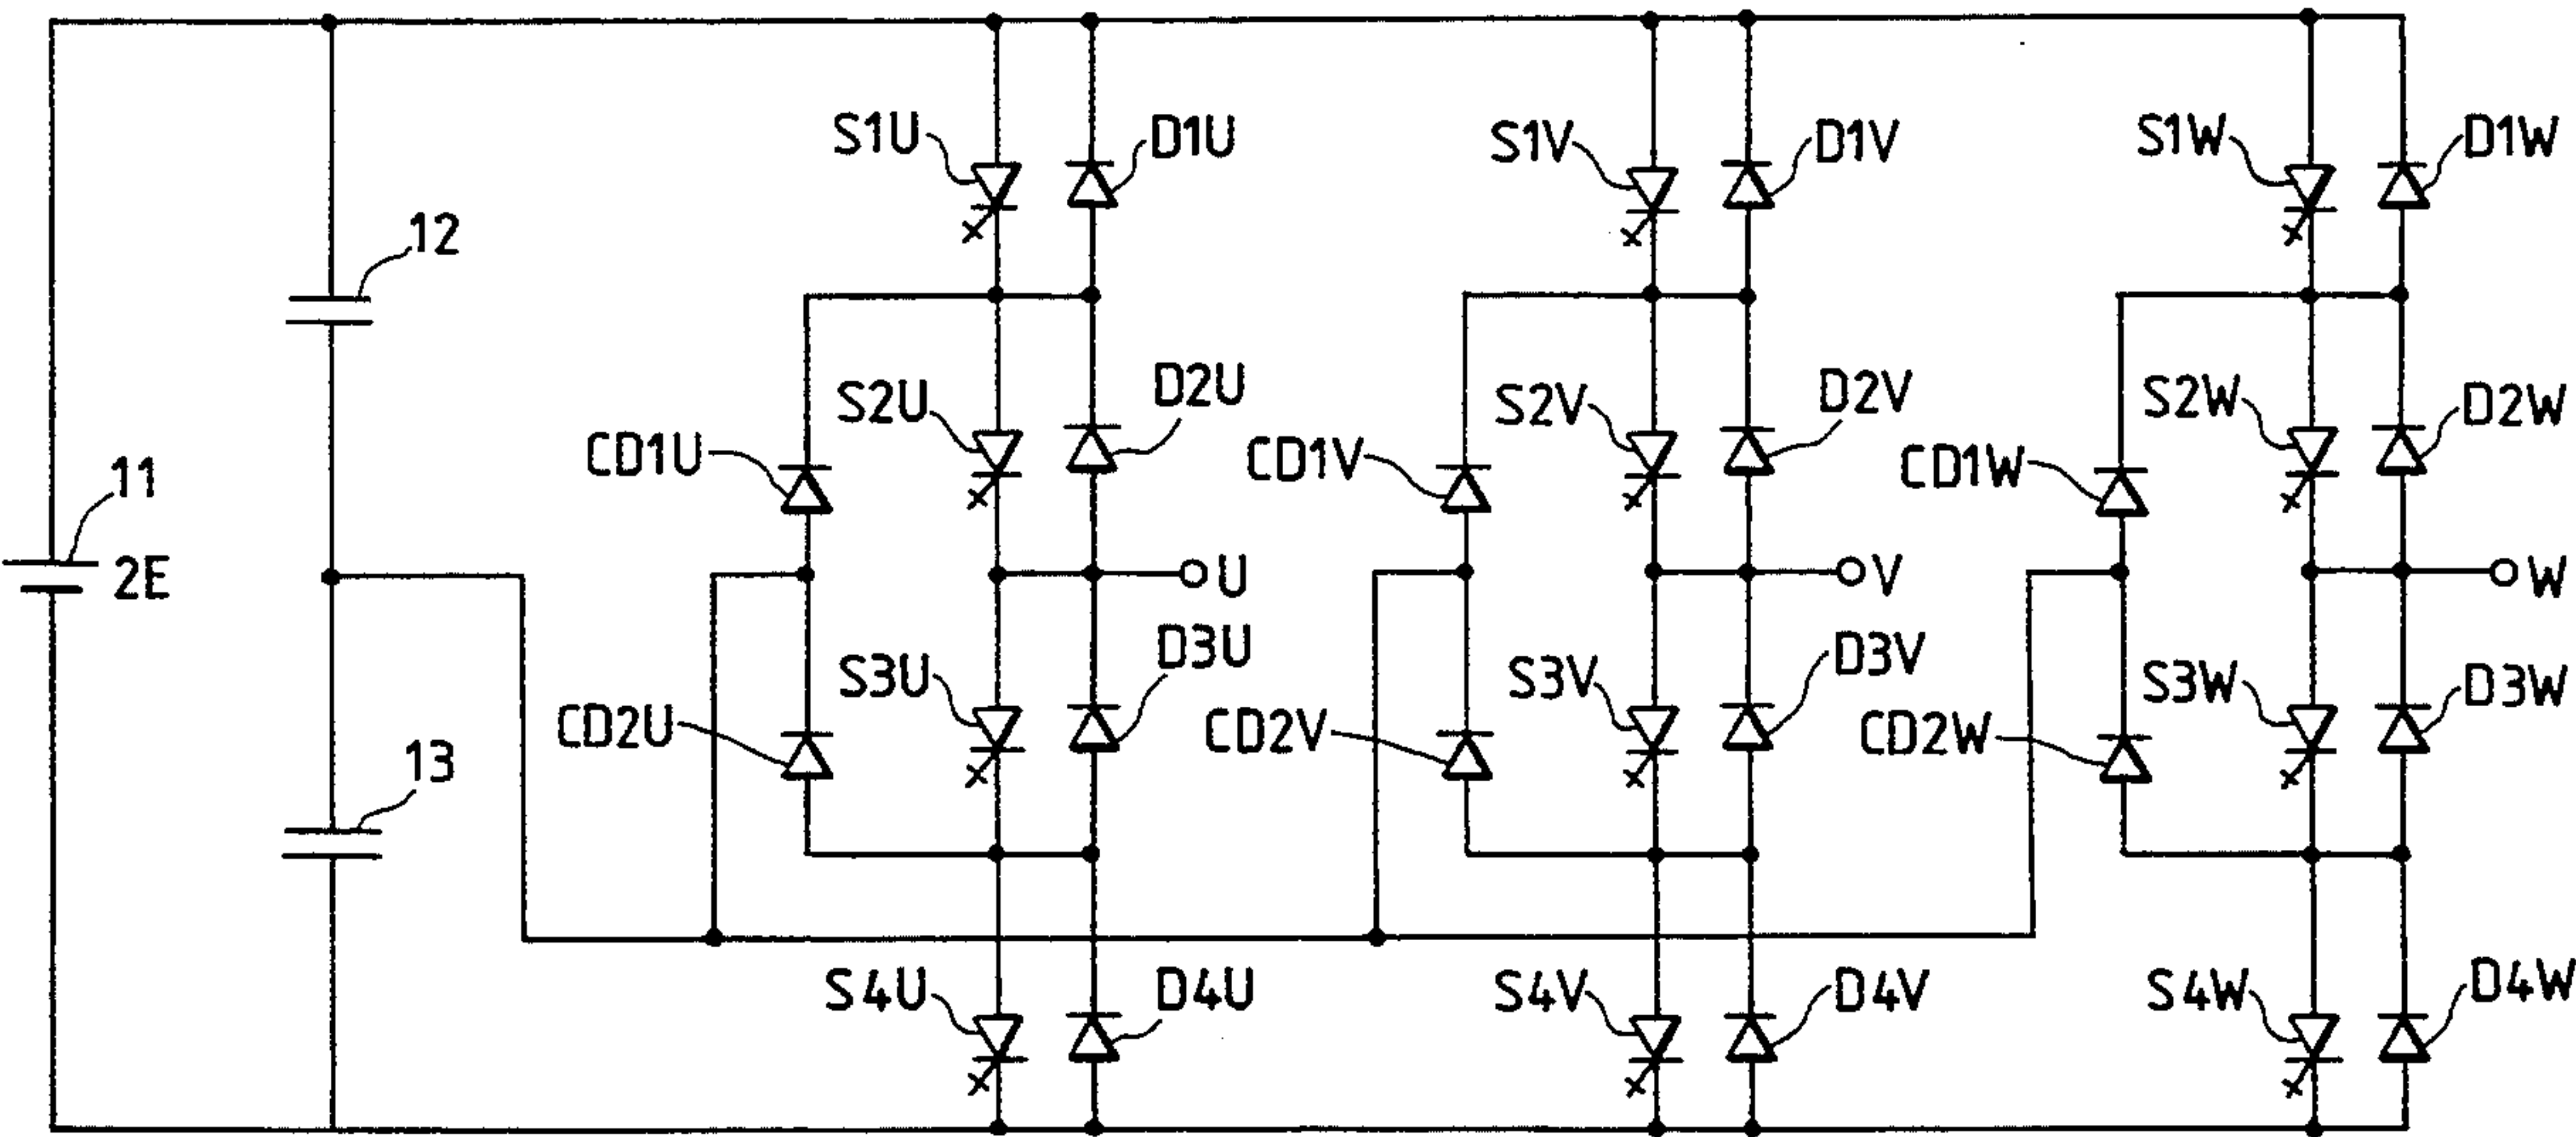 S1U
D1U
S1V
D1V
S1W
D1W
12
S2U
D2U
S2V
D2V
S2W
D2W
CD1U
CD1V
CD1W
11
2E
U
V
W
S3U
D3U
S3V
D3V
S3W
D3W
CD2U
CD2V
CD2W
13
S4U
D4U
S4V
D4V
S4W
D4W